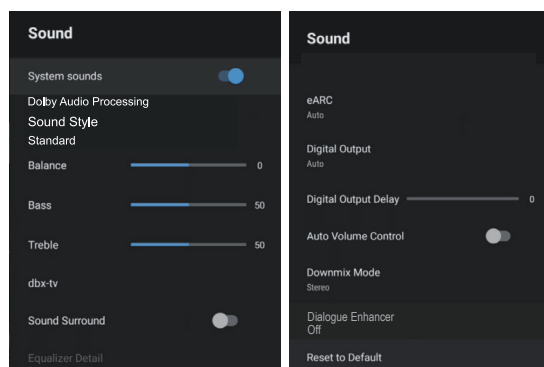 Sound
System sounds
Dolby Audio Processing
Sound Style
Standard
Balance 0
Bass 50
Treble 50
dbx-tv
Sound Surround
Equalizer Detail
Sound
eARC
Auto
Digital Output
Auto
Digital Output Delay 0
Auto Volume Control
Downmix Mode
Stereo
Dialogue Enhancer
Off
Reset to Default